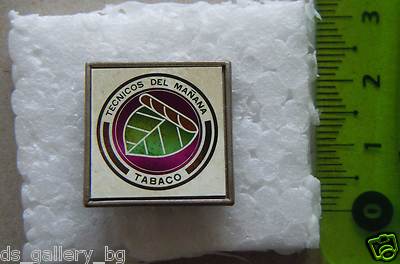 TECNICOS DEL MAÑANA
TABACO
3
2
1
0
ds_gallery_bg